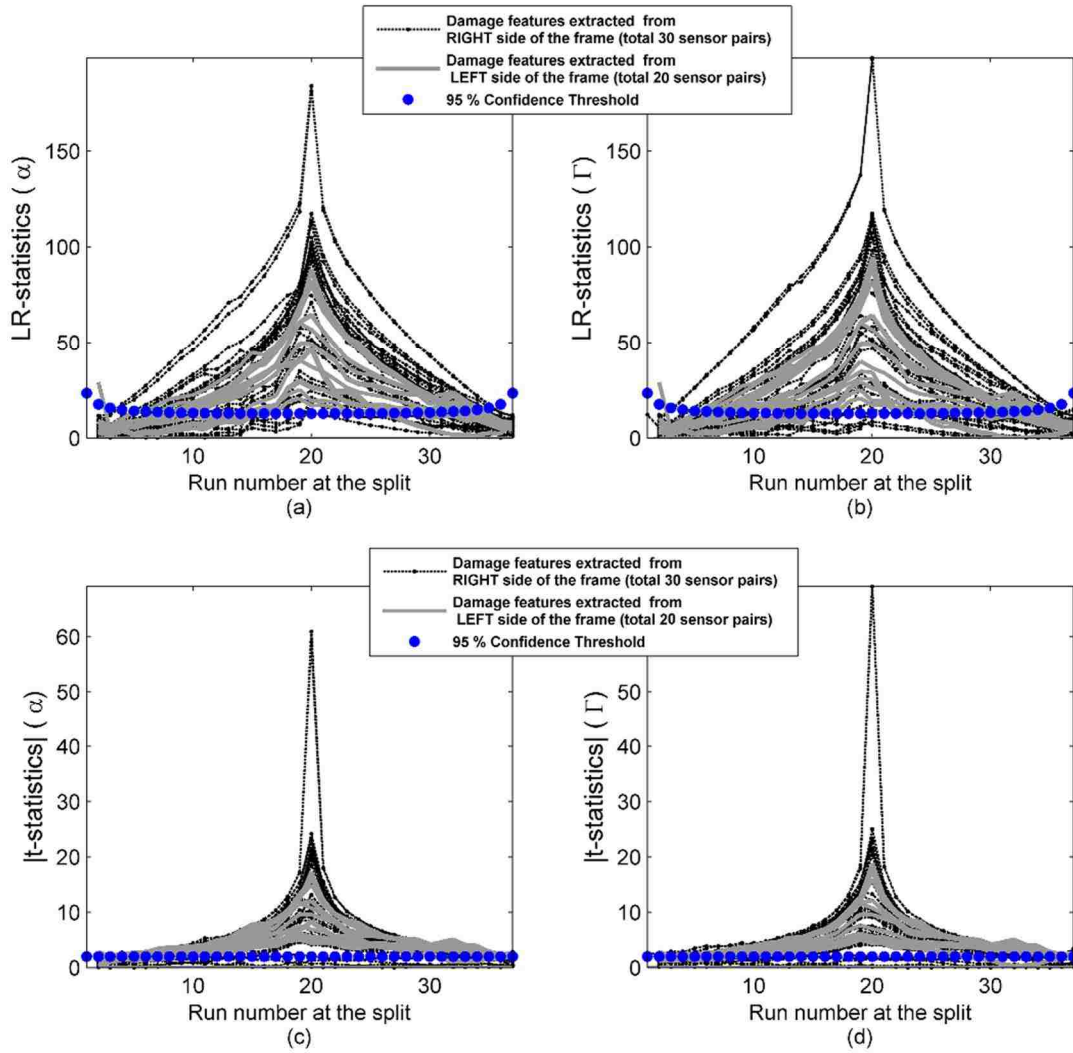 Damage features extracted from
RIGHT side of the frame (total 30 sensor pairs)
Damage features extracted from
LEFT side of the frame (total 20 sensor pairs)
95 % Confidence Threshold
LR-statistics ( α)
150
100
50
0
10
20
30
Run number at the split
(a)
LR-statistics ( Γ)
150
100
50
0
10
20
30
Run number at the split
(b)
Damage features extracted from
RIGHT side of the frame (total 30 sensor pairs)
Damage features extracted from
LEFT side of the frame (total 20 sensor pairs)
95 % Confidence Threshold
|t-statistics| ( α)
60
50
40
30
20
10
0
10
20
30
Run number at the split
(c)
|t-statistics| ( Γ)
60
50
40
30
20
10
0
10
20
30
Run number at the split
(d)